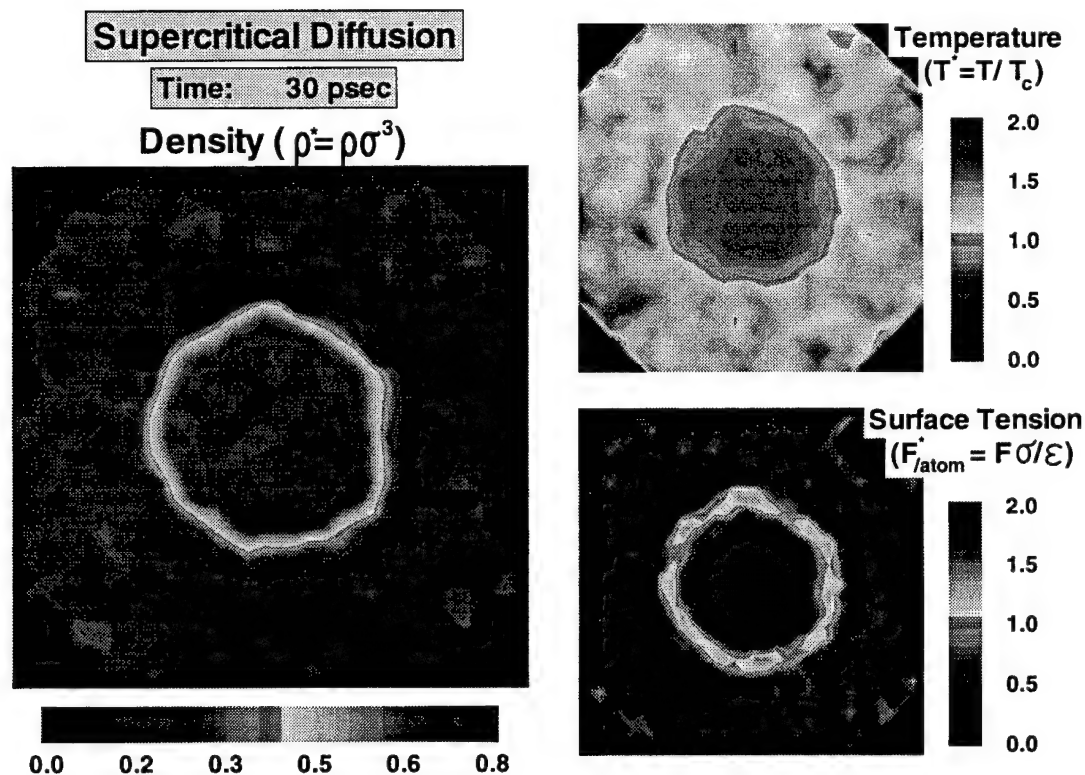 Supercritical Diffusion
Time: 30 psec
Density ( ρ*= ρσ³)
0.0 0.2 0.3 0.5 0.6 0.8
Temperature
(T*=T/ T_c)
2.0
1.5
1.0
0.5
0.0
Surface Tension
(F*/atom = F σ/ε)
2.0
1.5
1.0
0.5
0.0